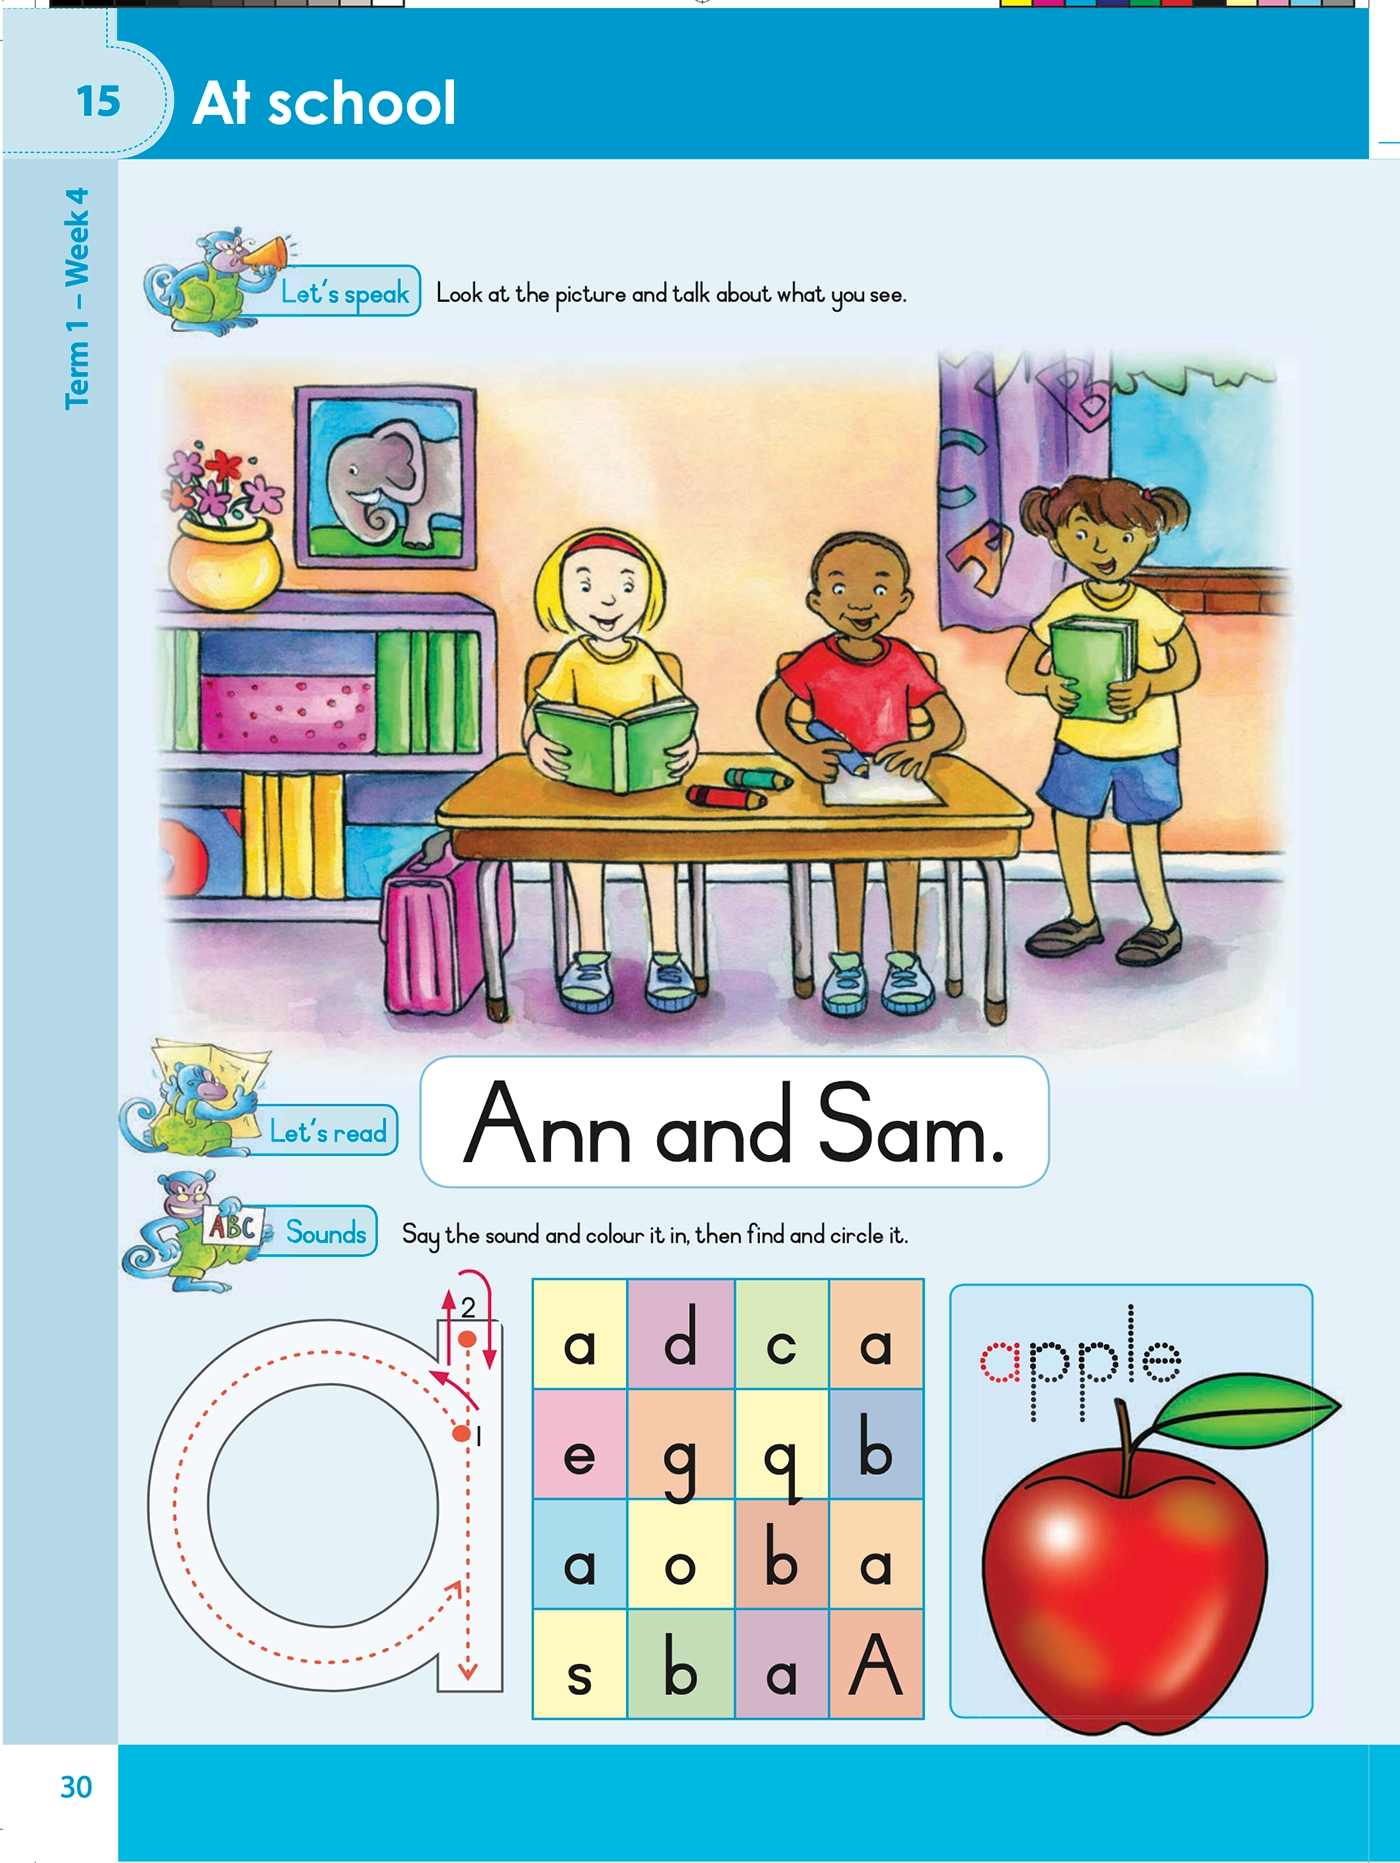 15
At school
Term 1 – Week 4
Let's speak
Look at the picture and talk about what you see.
C B
A
Ann and Sam.
Let's read
ABC
Sounds
Say the sound and colour it in, then find and circle it.
a
2
1
a d c a
e g q b
a o b a
s b a A
apple
30